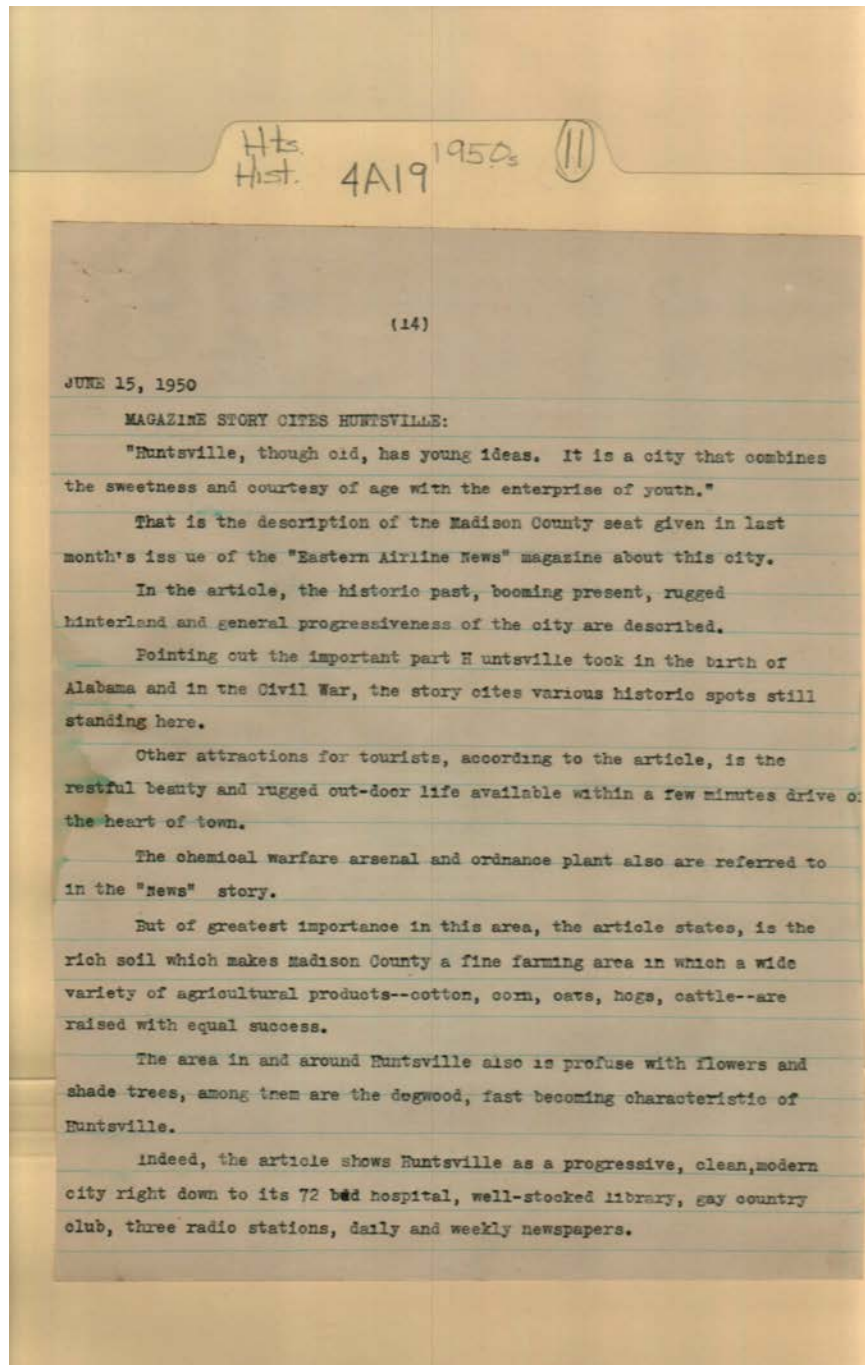 Hts. 1950s (11)
Hist. 4A19
(14)
JUNE 15, 1950
MAGAZINE STORY CITES HUNTSVILLE:
"Huntsville, though old, has young ideas. It is a city that combines
the sweetness and courtesy of age with the enterprise of youth."
That is the description of the Madison County seat given in last
month's iss ue of the "Eastern Airline News" magazine about this city.
In the article, the historic past, booming present, rugged
hinterland and general progressiveness of the city are described.
Pointing out the important part H untsville took in the birth of
Alabama and in the Civil War, the story cites various historic spots still
standing here.
Other attractions for tourists, according to the article, is the
restful beauty and rugged out-door life available within a few minutes drive o
the heart of town.
The chemical warfare arsenal and ordnance plant also are referred to
in the "News" story.
But of greatest importance in this area, the article states, is the
rich soil which makes Madison County a fine farming area in which a wide
variety of agricultural products--cotton, corn, oats, hogs, cattle--are
raised with equal success.
The area in and around Huntsville also is profuse with flowers and
shade trees, among them are the dogwood, fast becoming characteristic of
Huntsville.
Indeed, the article shows Huntsville as a progressive, clean,modern
city right down to its 72 bed hospital, well-stocked library, gay country
club, three radio stations, daily and weekly newspapers.